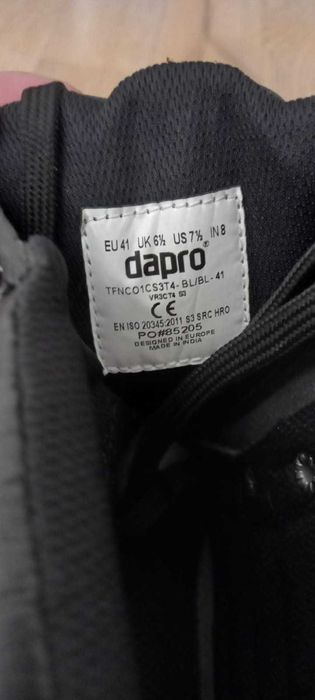 EU 41 UK 6½ US 7½ IN 8
dapro®
TFNCO1CS3T4-BL/BL-41
VR3CT4 S3
CE
EN ISO 20345:2011 S3 SRC HRO
PO#85205
DESIGNED IN EUROPE
MADE IN INDIA